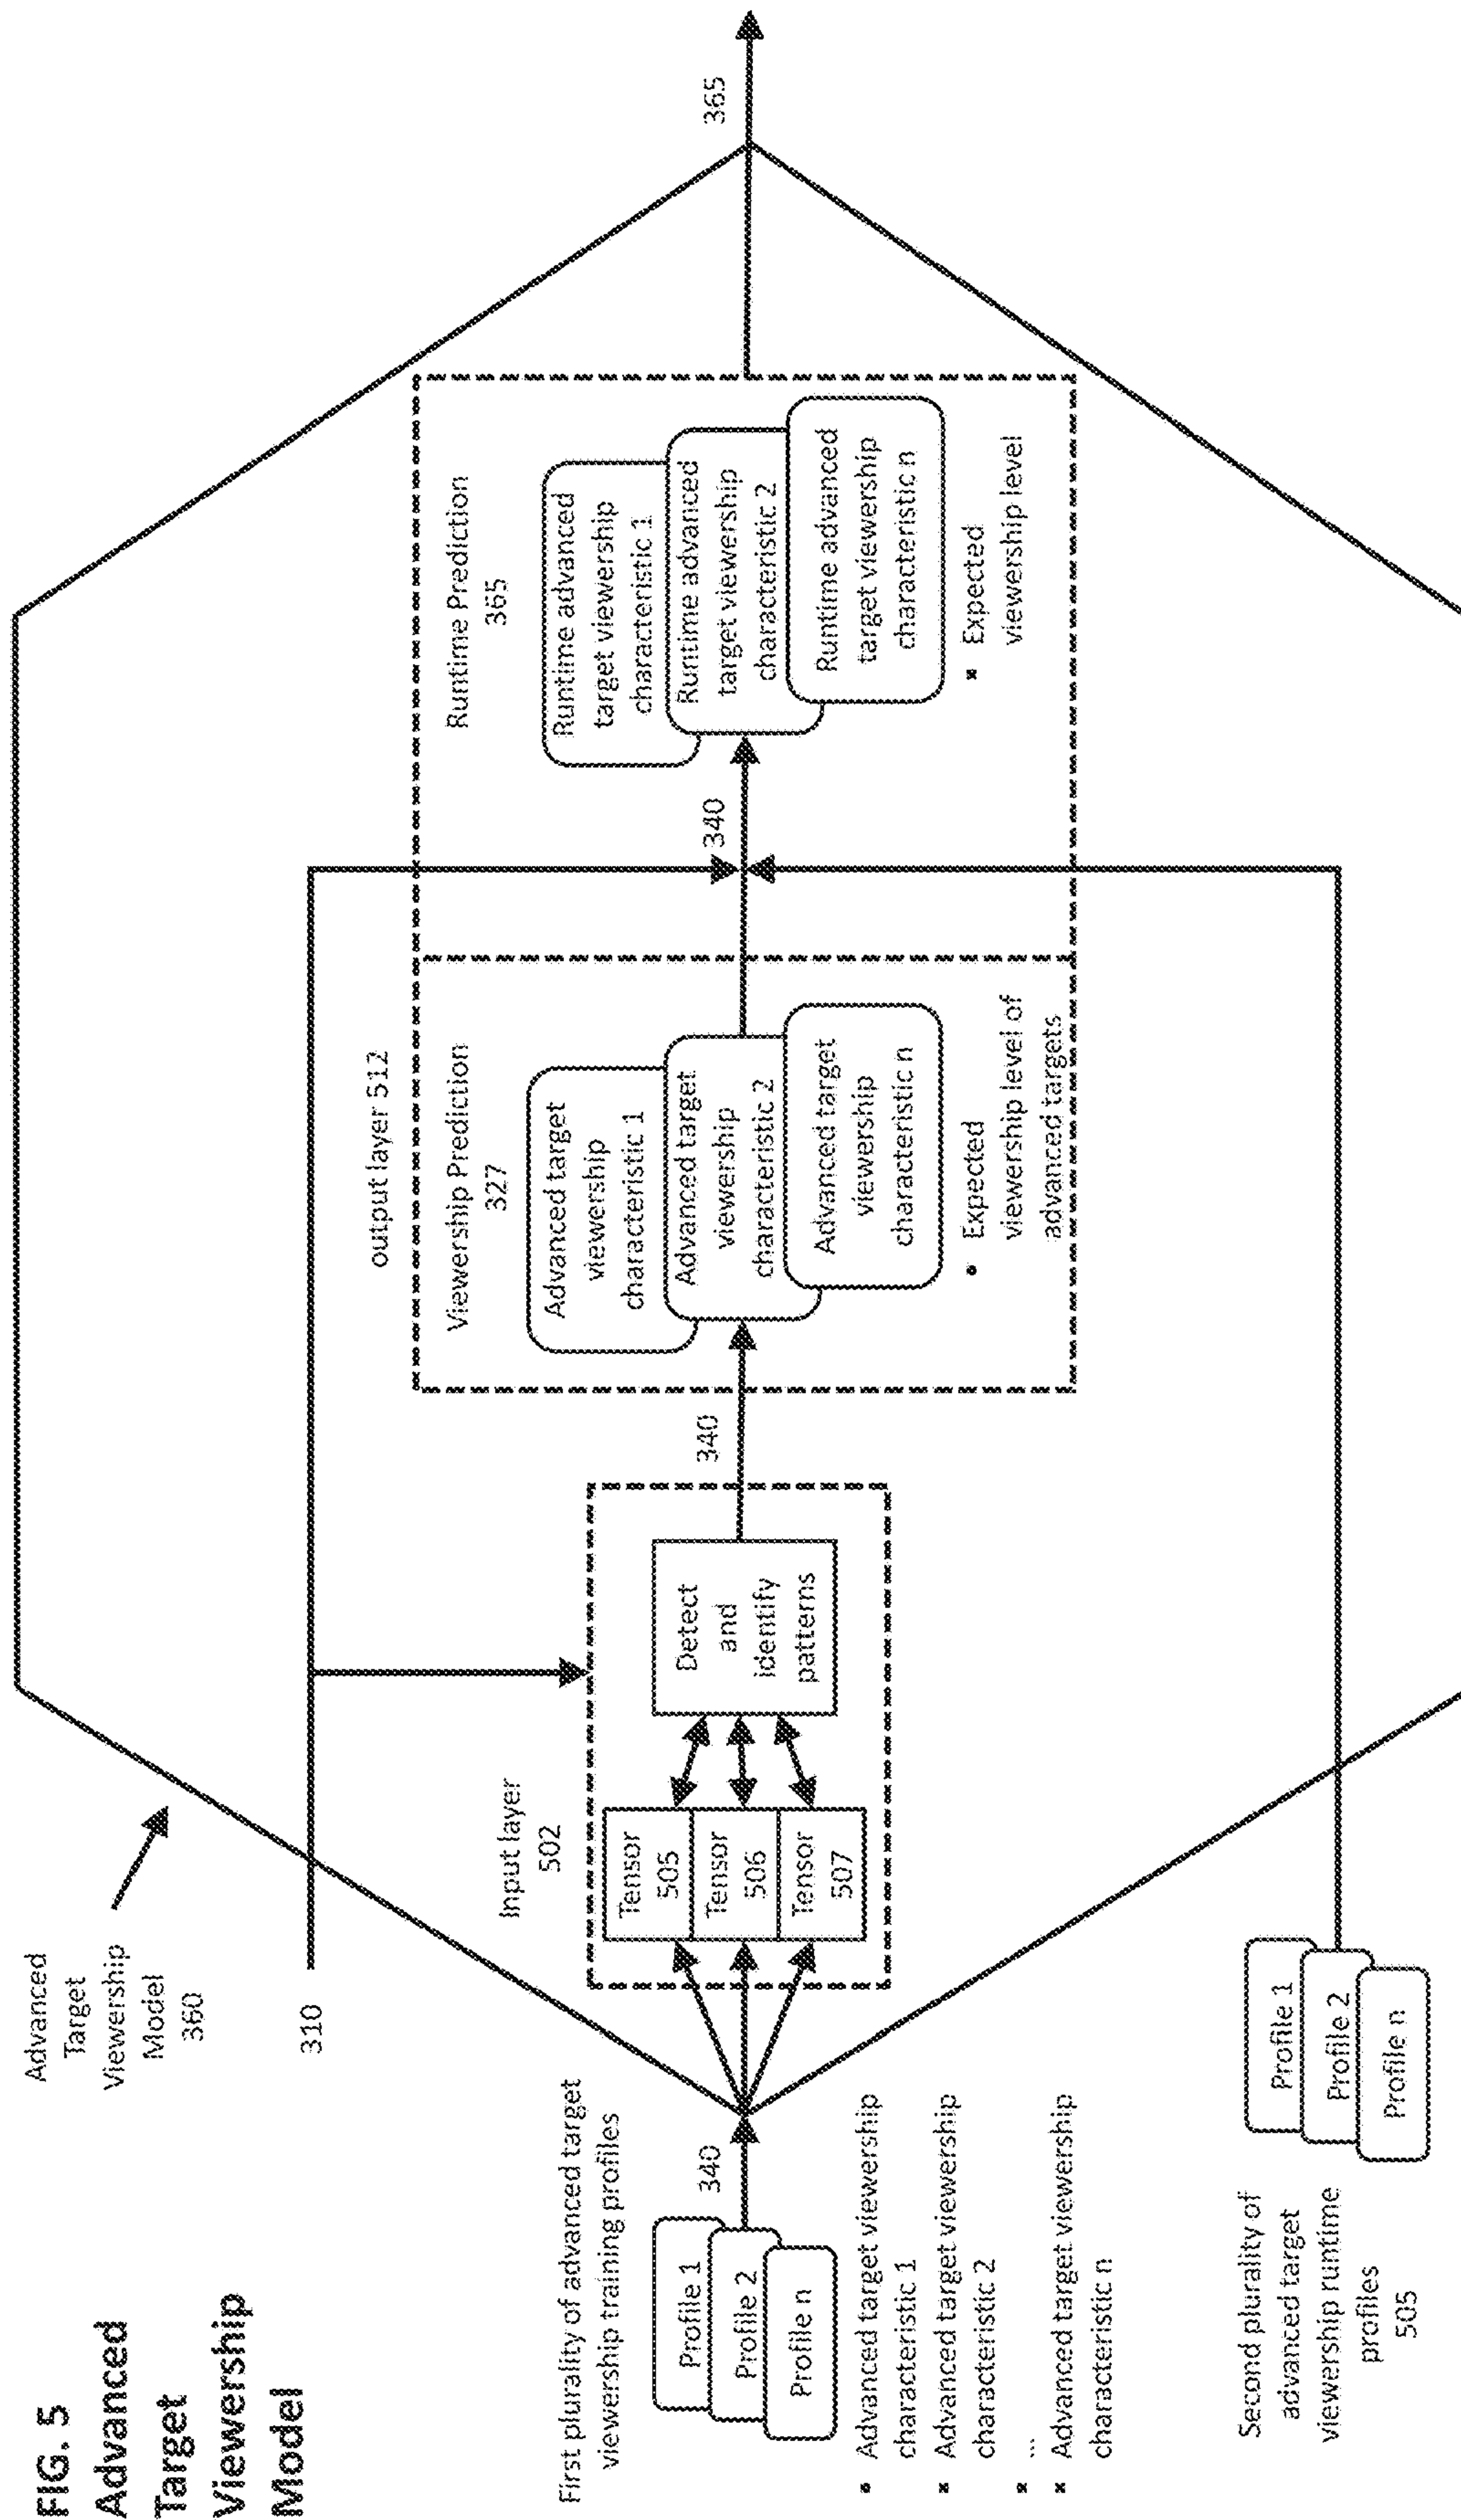 FIG. 5
Advanced
Target
Viewership
Model
Advanced
Target
Viewership
Model
360
310
First plurality of advanced target
viewership training profiles
340
Profile 1
Profile 2
Profile n
• Advanced target viewership
characteristic 1
• Advanced target viewership
characteristic 2
• ...
• Advanced target viewership
characteristic n
Second plurality of
advanced target
viewership runtime
profiles
505
Profile 1
Profile 2
Profile n
Input layer
502
Tensor
505
Tensor
506
Tensor
507
Detect
and
identify
patterns
340
output layer 512
Viewership Prediction
327
Advanced target
viewership
characteristic 1
Advanced target
viewership
characteristic 2
Advanced target
viewership
characteristic n
• Expected
viewership level of
advanced targets
340
Runtime Prediction
365
Runtime advanced
target viewership
characteristic 1
Runtime advanced
target viewership
characteristic 2
Runtime advanced
target viewership
characteristic n
• Expected
viewership level
365